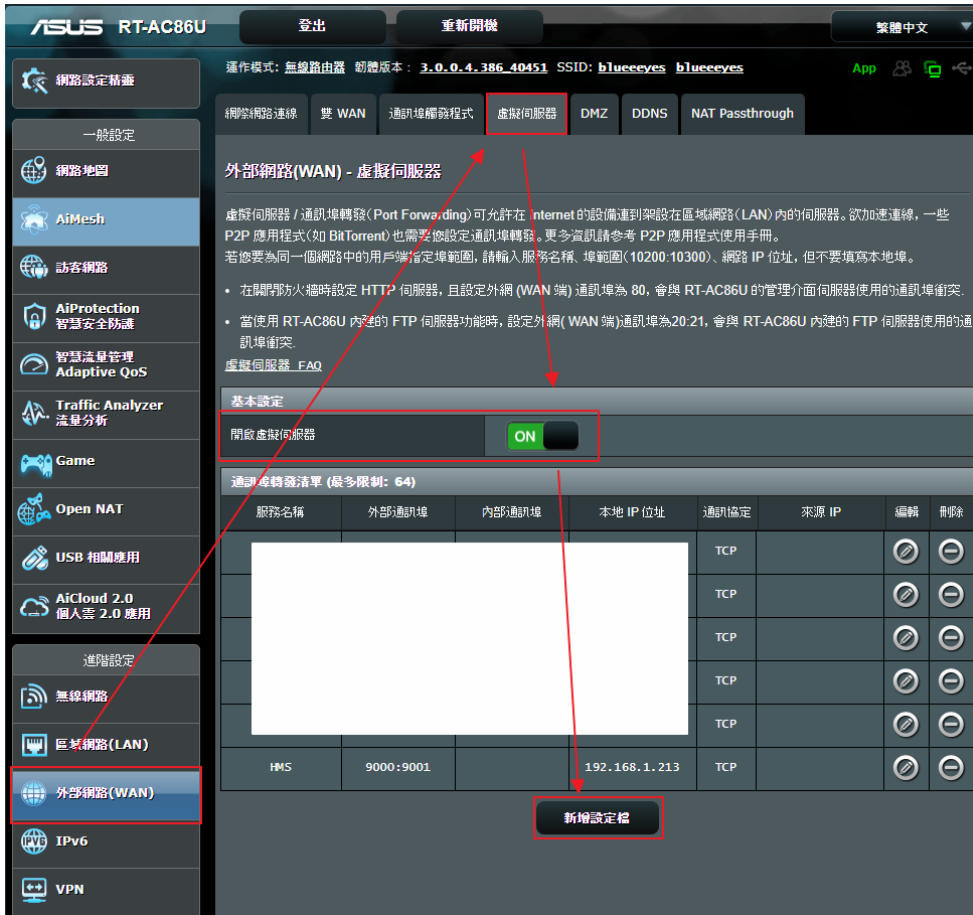 ASUS RT-AC86U
登出
重新開機
繁體中文
運作模式: 無線路由器 韌體版本: 3.0.0.4.386_40451 SSID: blueeeyes blueeeyes
App
網路設定精靈
一般設定
網路地圖
AiMesh
訪客網路
AiProtection
智慧安全防護
智慧流量管理
Adaptive QoS
Traffic Analyzer
流量分析
Game
Open NAT
USB 相關應用
AiCloud 2.0
個人雲 2.0 應用
進階設定
無線網路
區域網路(LAN)
外部網路(WAN)
IPv6
VPN
網際網路連線 雙 WAN 通訊埠觸發程式 虛擬伺服器 DMZ DDNS NAT Passthrough
外部網路(WAN) - 虛擬伺服器
虛擬伺服器 / 通訊埠轉發(Port Forwarding)可允許在 Internet 的設備連到架設在區域網路(LAN)內的伺服器。欲加速連線,一些
P2P 應用程式(如 BitTorrent)也需要您設定通訊埠轉發。更多資訊請參考 P2P 應用程式使用手冊。
若您要為同一個網路中的用戶端指定埠範圍,請輸入服務名稱、埠範圍(10200:10300)、網路 IP 位址,但不要填寫本地埠。
• 在關閉防火牆時設定 HTTP 伺服器,且設定外網 (WAN 端) 通訊埠為 80, 會與 RT-AC86U 的管理介面伺服器使用的通訊埠衝突.
• 當使用 RT-AC86U 內建的 FTP 伺服器功能時, 設定外網( WAN 端)通訊埠為20:21, 會與 RT-AC86U 內建的 FTP 伺服器使用的通
訊埠衝突.
虛擬伺服器 FAQ
基本設定
開啟虛擬伺服器 ON
通訊埠轉發清單 (最多限制: 64)
服務名稱 外部通訊埠 內部通訊埠 本地 IP 位址 通訊協定 來源 IP 編輯 刪除
TCP
TCP
TCP
TCP
TCP
HMS 9000:9001 192.168.1.213 TCP
新增設定檔